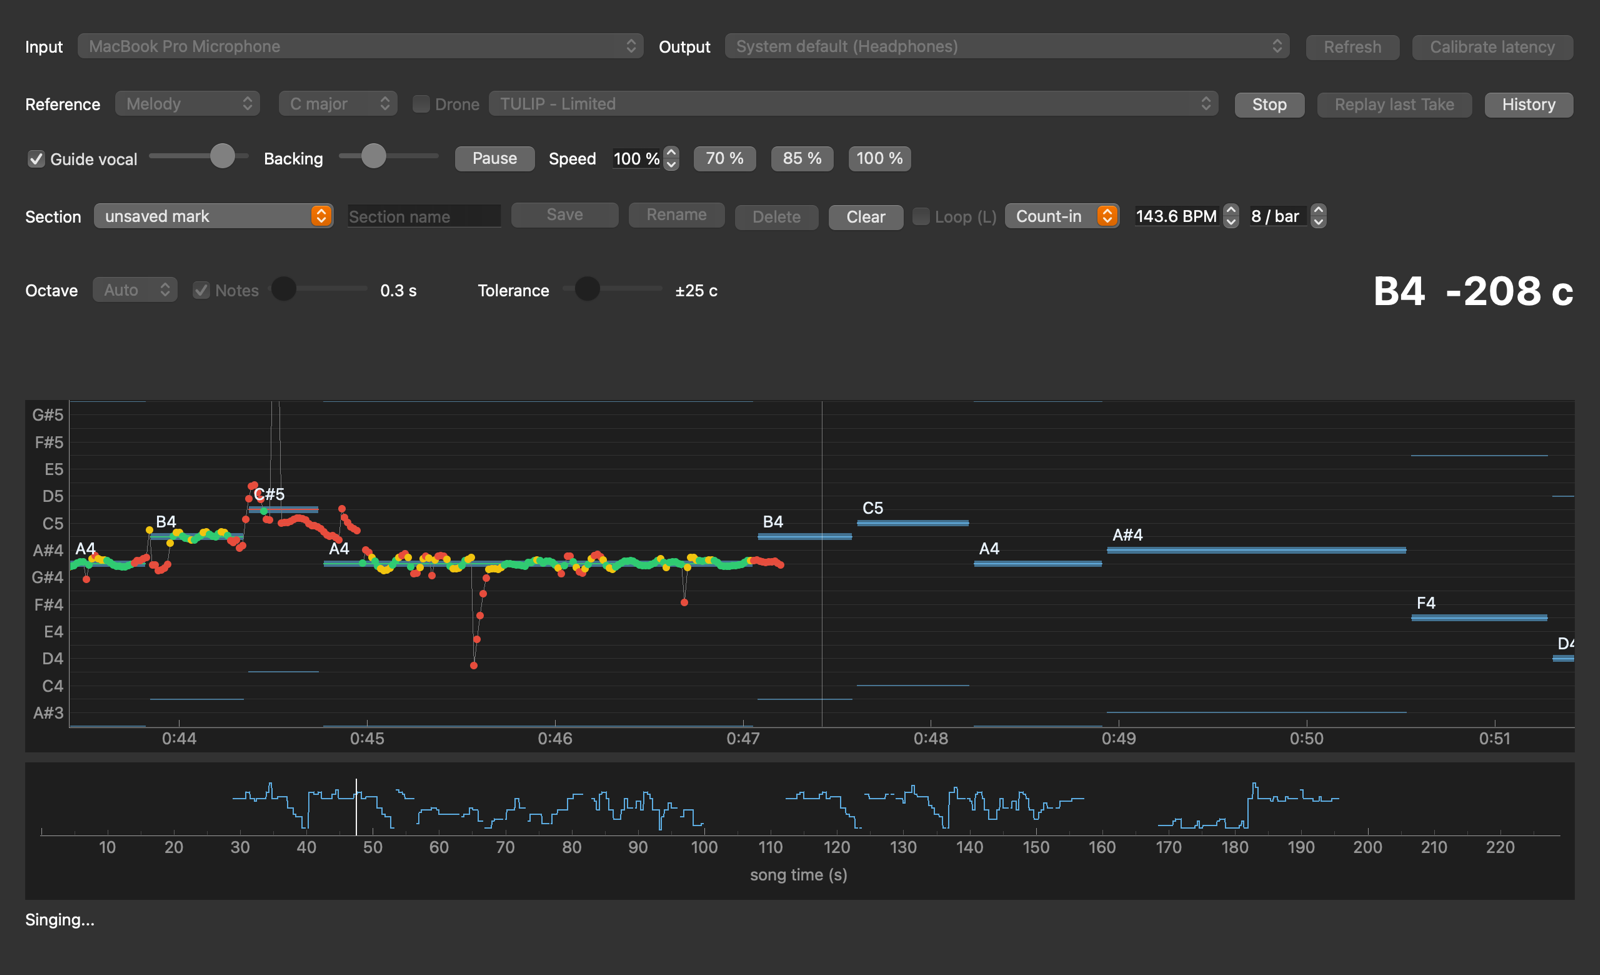 Input MacBook Pro Microphone Output System default (Headphones) Refresh Calibrate latency
Reference Melody C major Drone TULIP - Limited Stop Replay last Take History
Guide vocal Backing Pause Speed 100 % 70 % 85 % 100 %
Section unsaved mark Section name Save Rename Delete Clear Loop (L) Count-in 143.6 BPM 8 / bar
Octave Auto Notes 0.3 s Tolerance ±25 c B4 -208 c
G#5
F#5
E5
D5 C#5
C5 B4 B4 C5
A#4 A4 A4 A4 A#4
G#4
F#4 F4
E4
D4 D4
C4
A#3
0:44 0:45 0:46 0:47 0:48 0:49 0:50 0:51
10 20 30 40 50 60 70 80 90 100 110 120 130 140 150 160 170 180 190 200 210 220
song time (s)
Singing...